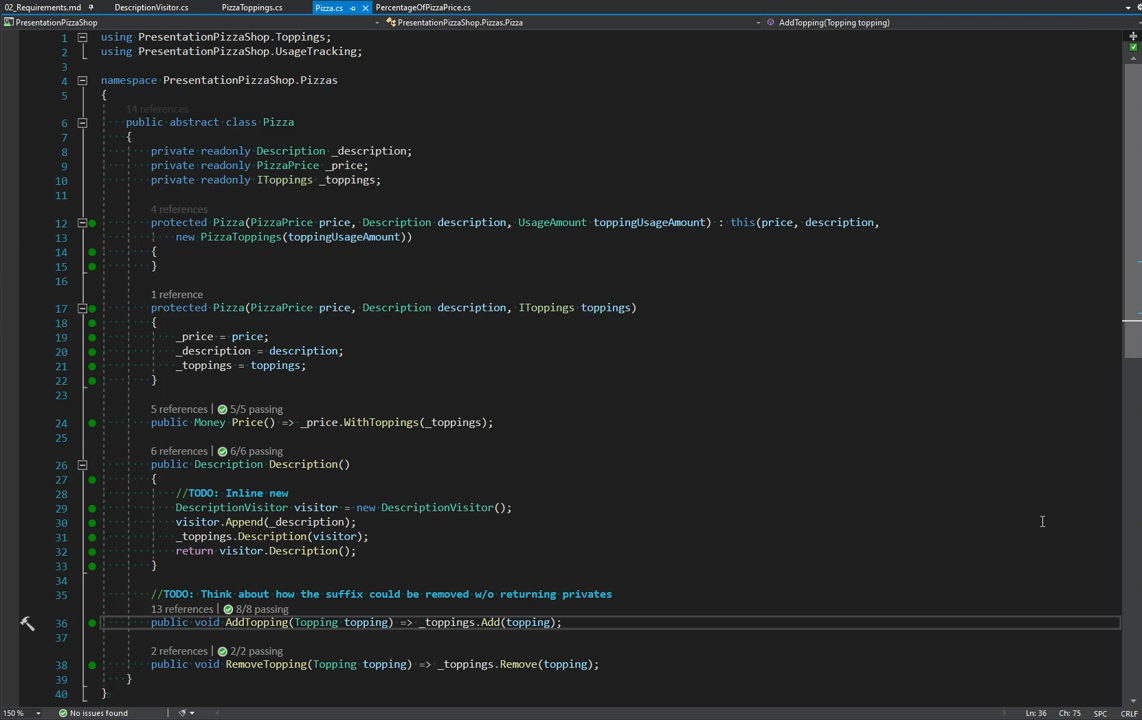 02_Requirements.md DescriptionVisitor.cs PizzaToppings.cs Pizza.cs PercentageOfPizzaPrice.cs
PresentationPizzaShop PresentationPizzaShop.Pizzas.Pizza AddTopping(Topping topping)
1 using PresentationPizzaShop.Toppings;
2 using PresentationPizzaShop.UsageTracking;
3
4 namespace PresentationPizzaShop.Pizzas
5 {
14 references
6 public abstract class Pizza
7 {
8 private readonly Description _description;
9 private readonly PizzaPrice _price;
10 private readonly IToppings _toppings;
11
4 references
12 protected Pizza(PizzaPrice price, Description description, UsageAmount toppingUsageAmount) : this(price, description,
13 new PizzaToppings(toppingUsageAmount))
14 {
15 }
16
1 reference
17 protected Pizza(PizzaPrice price, Description description, IToppings toppings)
18 {
19 _price = price;
20 _description = description;
21 _toppings = toppings;
22 }
23
5 references | 5/5 passing
24 public Money Price() => _price.WithToppings(_toppings);
25
6 references | 6/6 passing
26 public Description Description()
27 {
28 //TODO: Inline new
29 DescriptionVisitor visitor = new DescriptionVisitor();
30 visitor.Append(_description);
31 _toppings.Description(visitor);
32 return visitor.Description();
33 }
34
35 //TODO: Think about how the suffix could be removed w/o returning privates
13 references | 8/8 passing
36 public void AddTopping(Topping topping) => _toppings.Add(topping);
37
2 references | 2/2 passing
38 public void RemoveTopping(Topping topping) => _toppings.Remove(topping);
39 }
40 }
150 % No issues found Ln: 36 Ch: 75 SPC CRLF